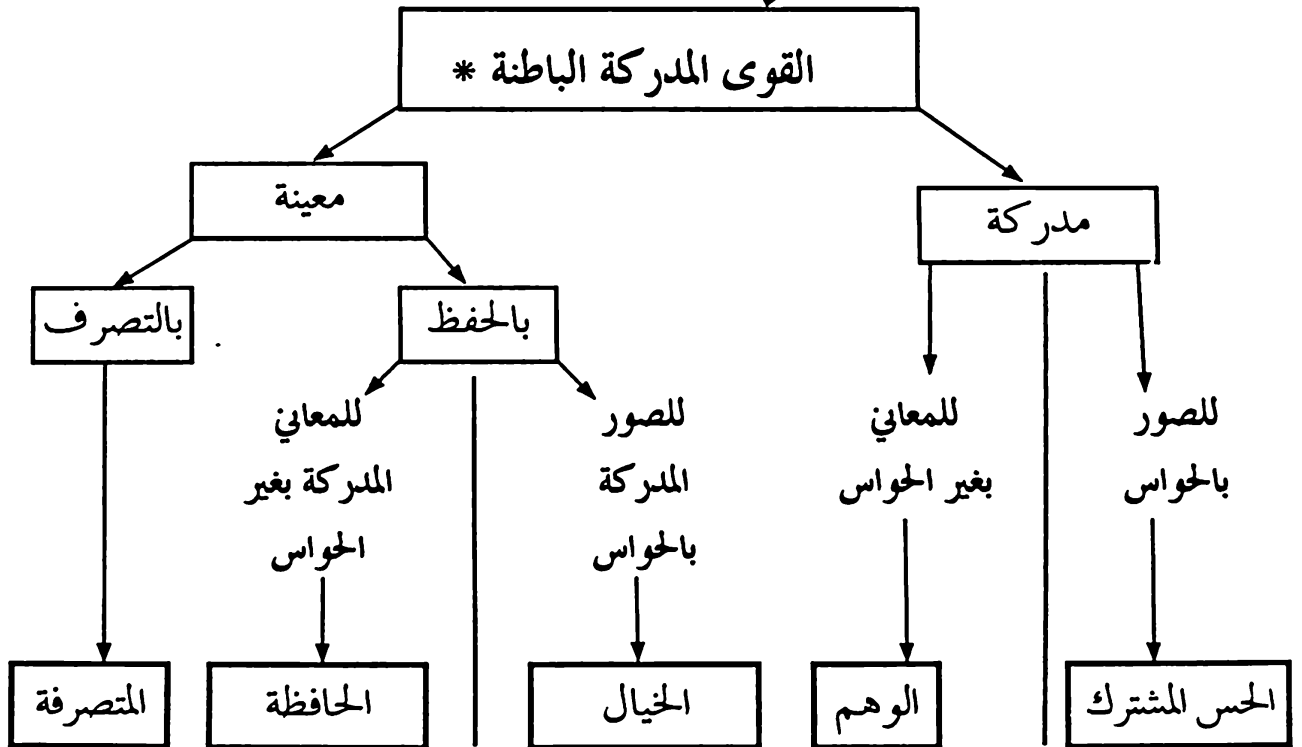 القوى المدركة الباطنة *
مدركة
معينة
بالحفظ
بالتصرف
للصور
بالحواس
للمعاني
بغير الحواس
للصور
المدركة
بالحواس
للمعاني
المدركة بغير
الحواس
الحس المشترك
الوهم
الخيال
الحافظة
المتصرفة